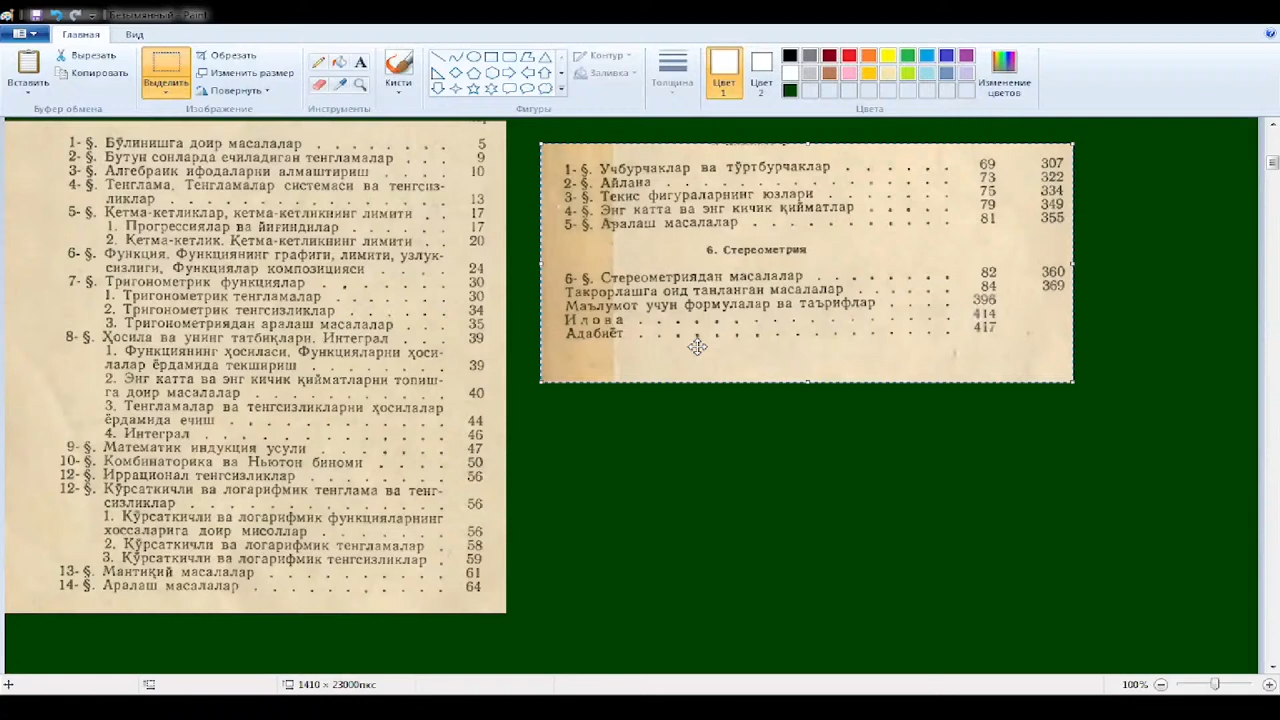 Безымянный - Paint
Главная
Вид
Вставить
Вырезать
Копировать
Буфер обмена
Выделить
Обрезать
Изменить размер
Повернуть
Изображение
Инструменты
Кисти
Фигуры
Контур
Заливка
Толщина
Цвет 1
Цвет 2
Изменение цветов
Цвета
1- §. Бўлинишга доир масалалар . . . . . . . . . 5
2- §. Бутун сонларда ечиладиган тенгламалар . . . . 9
3- §. Алгебраик ифодаларни алмаштириш . . . . 10
4- §. Тенглама, Тенгламалар системаси ва тенгсиз-
ликлар . . . . . . . . . . . . 13
5- §. Кетма-кетликлар, кетма-кетликнинг лимити . . 17
1. Прогрессиялар ва йиғиндилар . . . . . 17
2. Кетма-кетлик. Кетма-кетликнинг лимити . . 20
6- §. Функция. Функциянинг графиги, лимити, узлук-
сизлиги, Функциялар композицияси . . . . 24
7- §. Тригонометрик функциялар . . . . . . 30
1. Тригонометрик тенгламалар . . . . . . 30
2. Тригонометрик тенгсизликлар . . . . . 34
3. Тригонометриядан аралаш масалалар . . . 35
8- §. Ҳосила ва унинг татбиқлари. Интеграл . . . 39
1. Функциянинг ҳосиласи, Функцияларни ҳоси-
лалар ёрдамида текшириш . . . . . . . 39
2. Энг катта ва энг кичик қийматларни топиш-
га доир масалалар . . . . . . . . . 40
3. Тенгламалар ва тенгсизликларни ҳосилалар
ёрдамида ечиш . . . . . . . . . . 44
4. Интеграл . . . . . . . . . . . 46
9- §. Математик индукция усули . . . . . . 47
10- §. Комбинаторика ва Ньютон биноми . . . . 50
12- §. Иррационал тенгсизликлар . . . . . . 56
12- §. Кўрсаткичли ва логарифмик тенглама ва тенг-
сизликлар . . . . . . . . . . . 56
1. Кўрсаткичли ва логарифмик функцияларнинг
хоссаларига доир мисоллар . . . . . . 56
2. Кўрсаткичли ва логарифмик тенгламалар . 58
3. Кўрсаткичли ва логарифмик тенгсизликлар . 59
13- §. Мантиқий масалалар . . . . . . . . 61
14- §. Аралаш масалалар . . . . . . . . . 64
1- §. Учбурчаклар ва тўртбурчаклар . . . . . 69 307
2- §. Айлана . . . . . . . . . . . . 73 322
3- §. Текис фигураларнинг юзлари . . . . . 75 334
4- §. Энг катта ва энг кичик қийматлар . . . . 79 349
5- §. Аралаш масалалар . . . . . . . . 81 355
6. Стереометрия
6- §. Стереометриядан масалалар . . . . . . 82 360
Такрорлашга оид танланган масалалар . . . . . 84 369
Маълумот учун формулалар ва таърифлар . . . . 396
Илова . . . . . . . . . . . . . . 414
Адабиёт . . . . . . . . . . . . . . 417
1410 × 23000пкс
100%